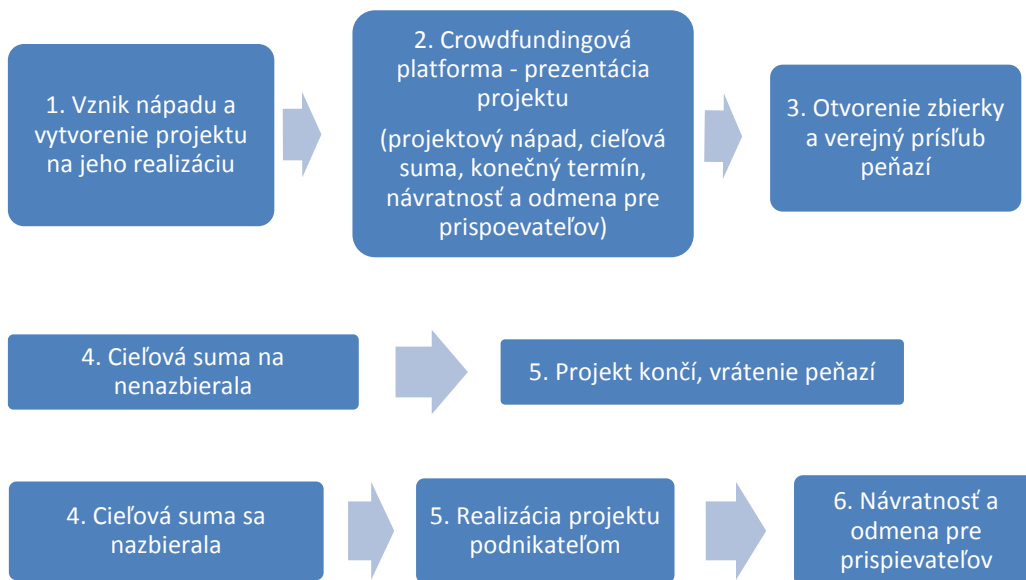 1. Vznik nápadu a
vytvorenie projektu
na jeho realizáciu
2. Crowdfundingová
platforma - prezentácia
projektu
(projektový nápad, cieľová
suma, konečný termín,
návratnosť a odmena pre
prispoevateľov)
3. Otvorenie zbierky
a verejný prísľub
peňazí
4. Cieľová suma na
nenazbierala
5. Projekt končí, vrátenie peňazí
4. Cieľová suma sa
nazbierala
5. Realizácia projektu
podnikateľom
6. Návratnosť a
odmena pre
prispievateľov